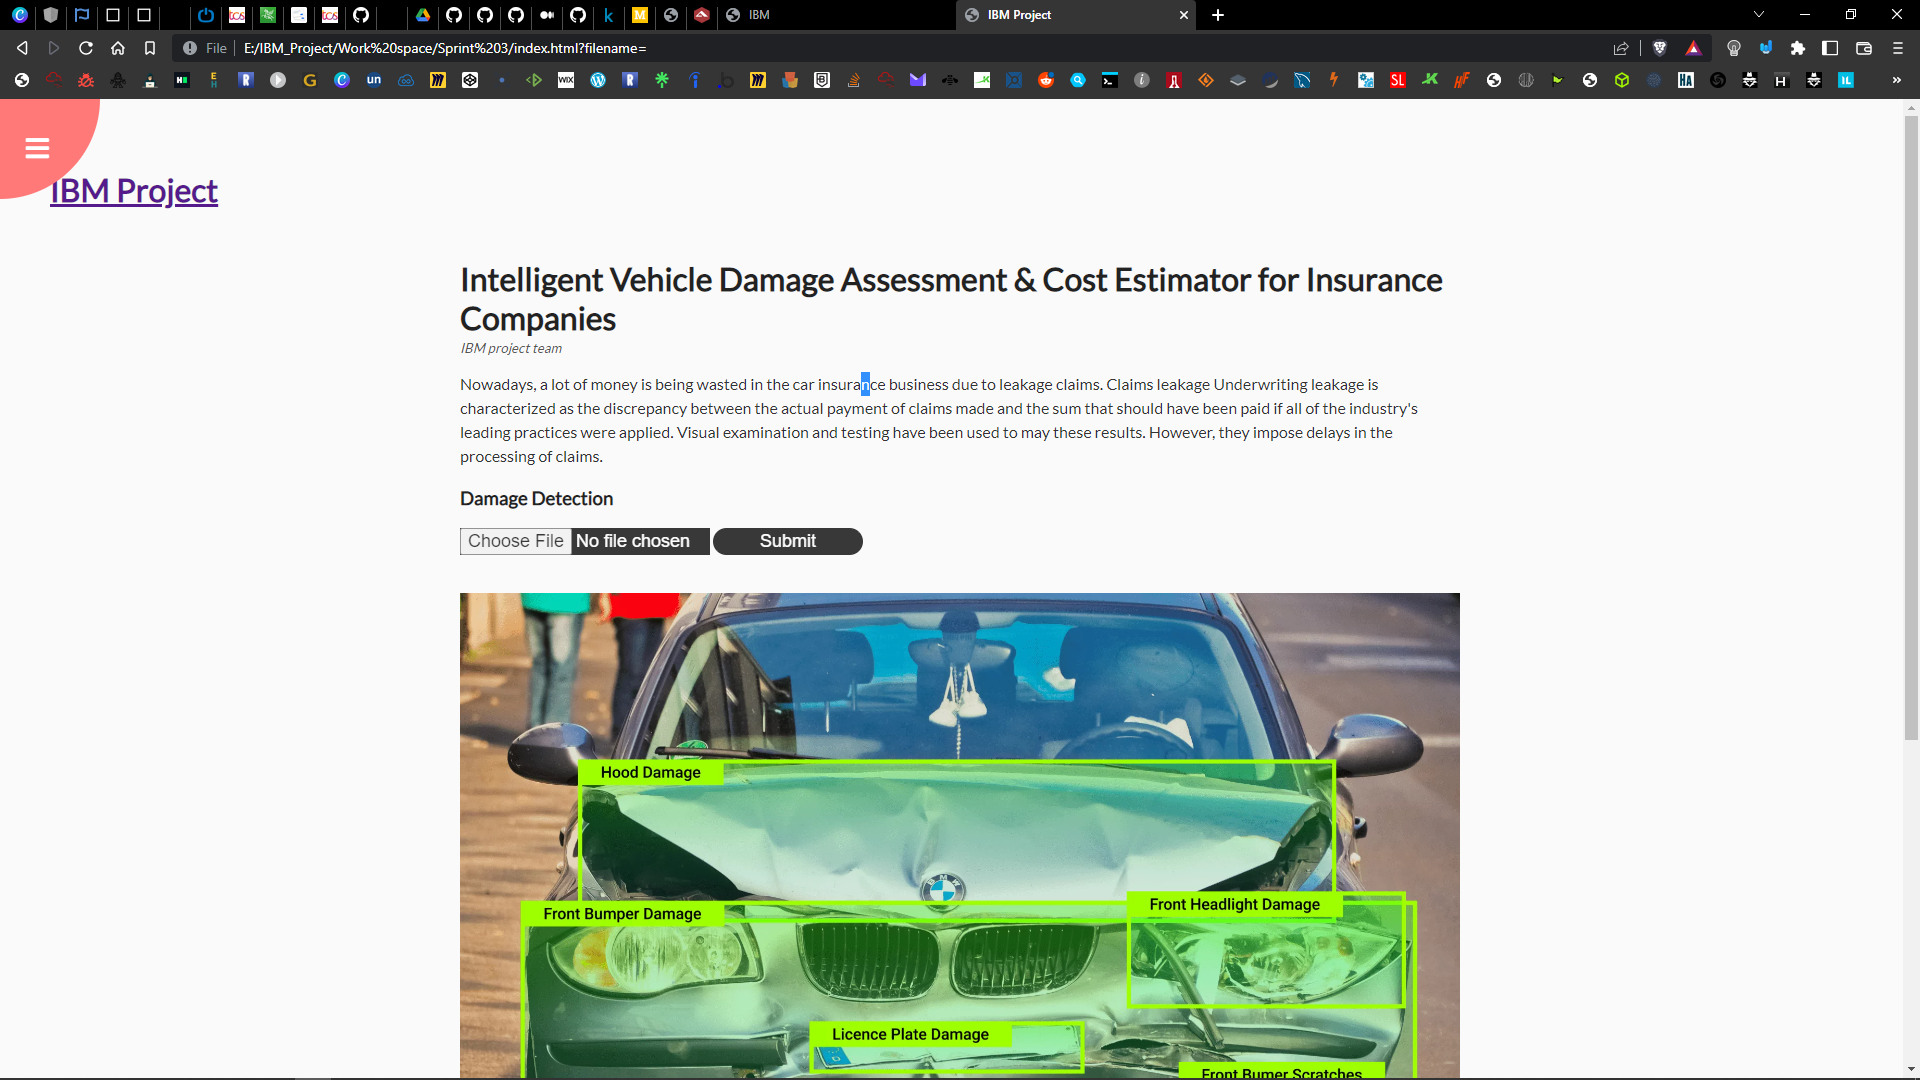 IBM
IBM Project
File
E:/IBM_Project/Work%20space/Sprint%203/index.html?filename=
IBM Project
Intelligent Vehicle Damage Assessment & Cost Estimator for Insurance
Companies
IBM project team
Nowadays, a lot of money is being wasted in the car insurance business due to leakage claims. Claims leakage Underwriting leakage is
characterized as the discrepancy between the actual payment of claims made and the sum that should have been paid if all of the industry's
leading practices were applied. Visual examination and testing have been used to may these results. However, they impose delays in the
processing of claims.
Damage Detection
Choose File No file chosen Submit
Hood Damage
BMW
Front Bumper Damage
Front Headlight Damage
Licence Plate Damage
Front Bumer Scratches